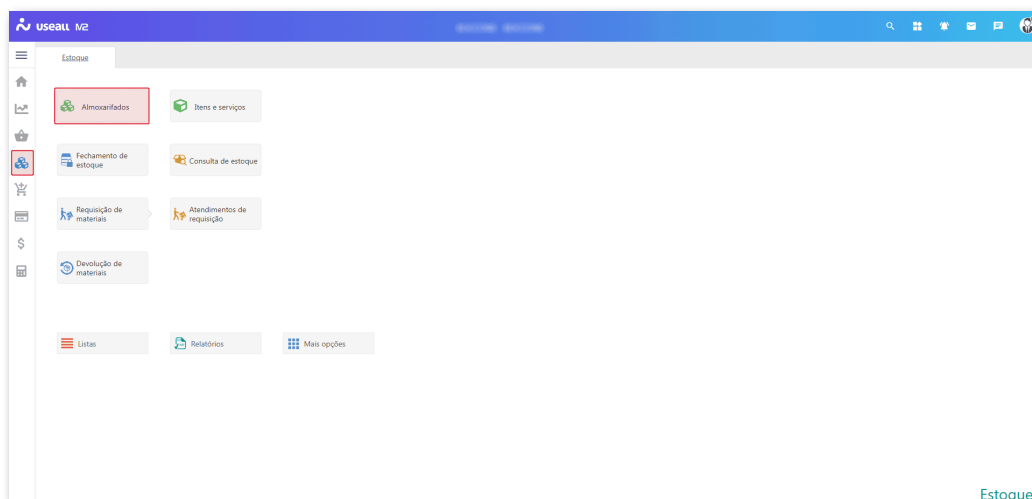 useall M2
Estoque
Almoxarifados
Itens e serviços
Fechamento de
estoque
Consulta de estoque
Requisição de
materiais
Atendimentos de
requisição
Devolução de
materiais
Listas
Relatórios
Mais opções
Estoque